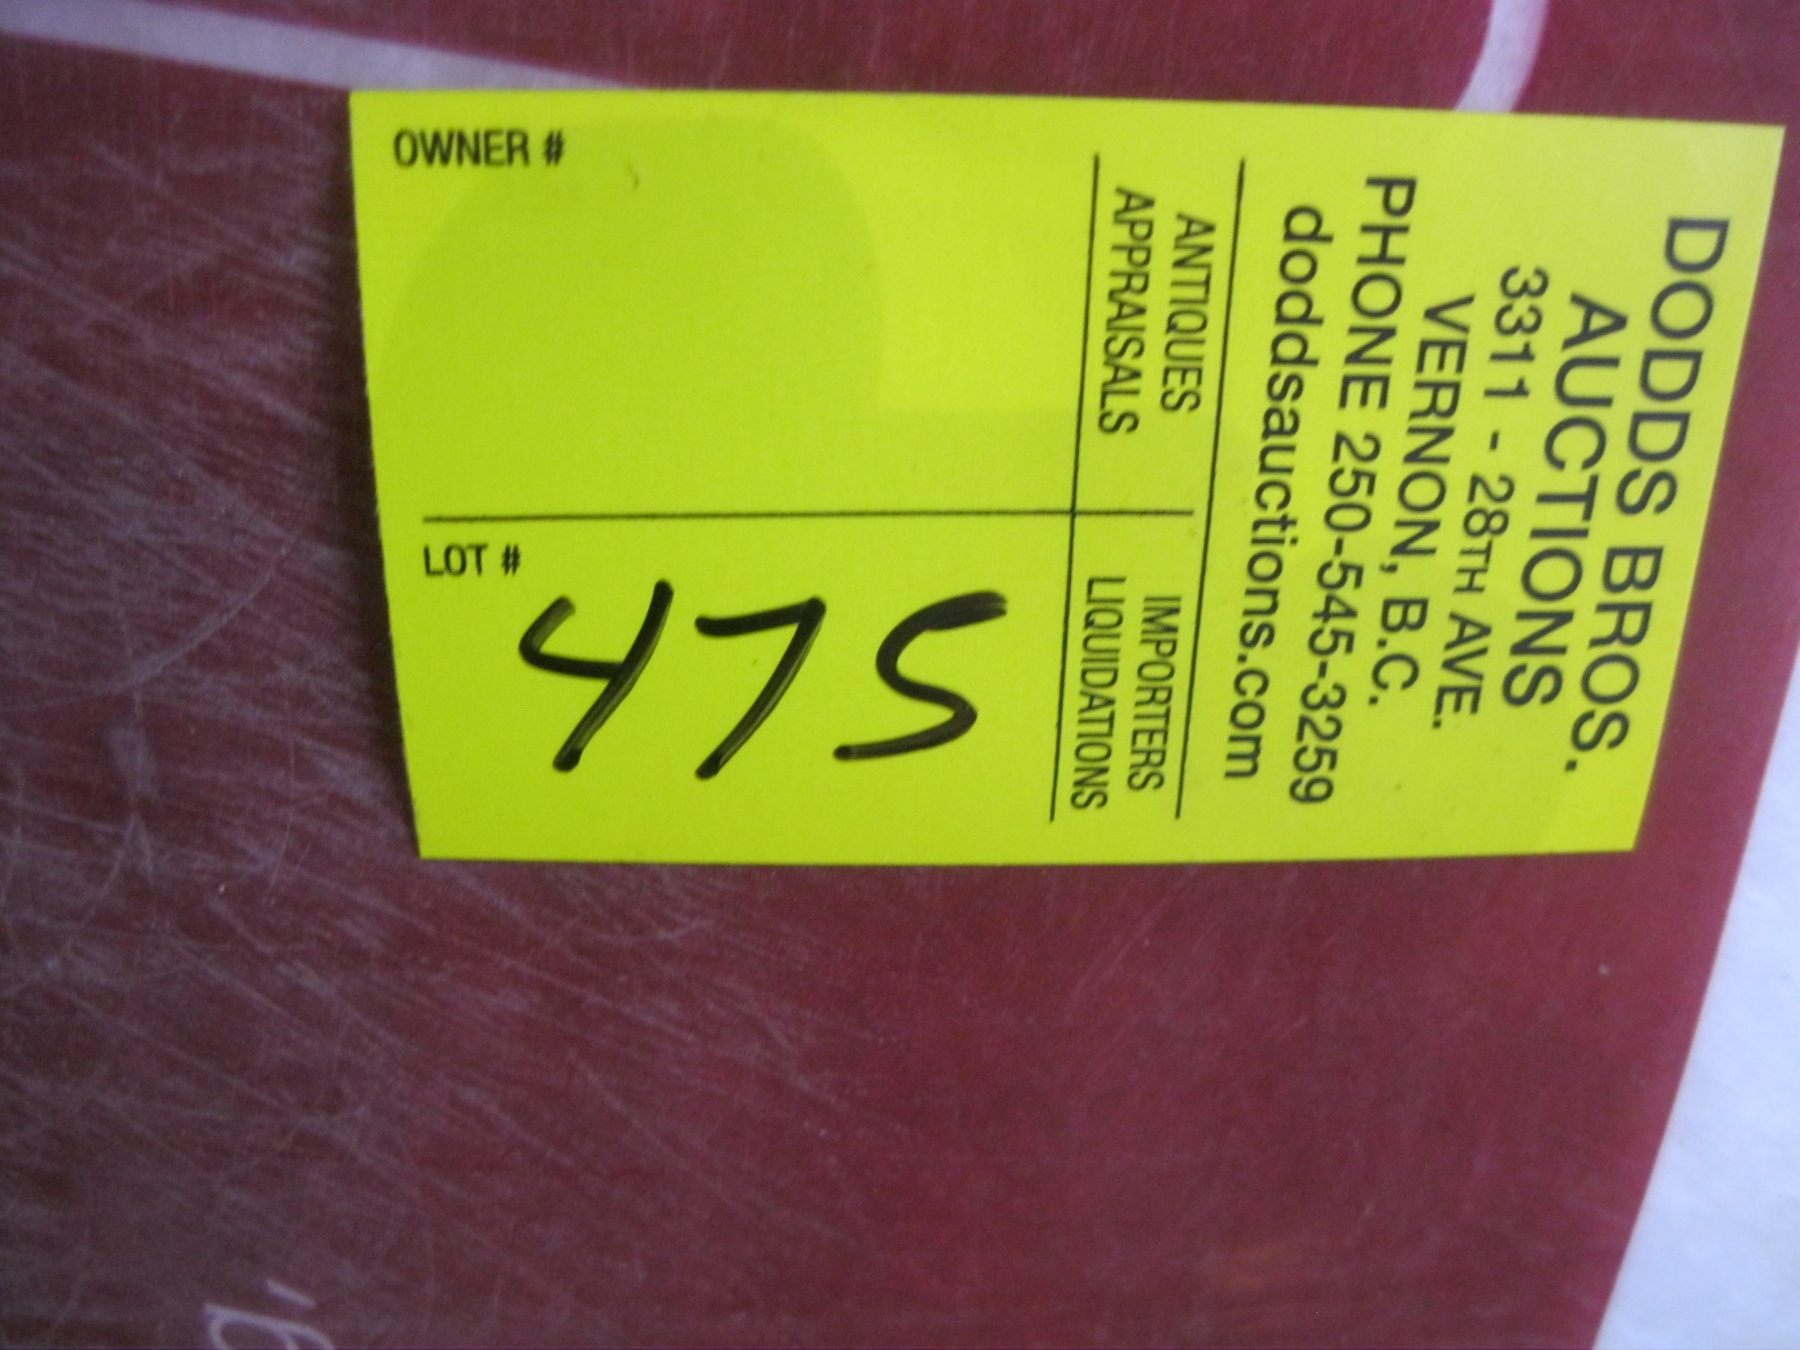 DODDS BROS.
AUCTIONS
3311 - 28TH AVE.
VERNON, B.C.
PHONE 250-545-3259
doddsauctions.com
ANTIQUES
APPRAISALS
IMPORTERS
LIQUIDATIONS
OWNER #
LOT #
475